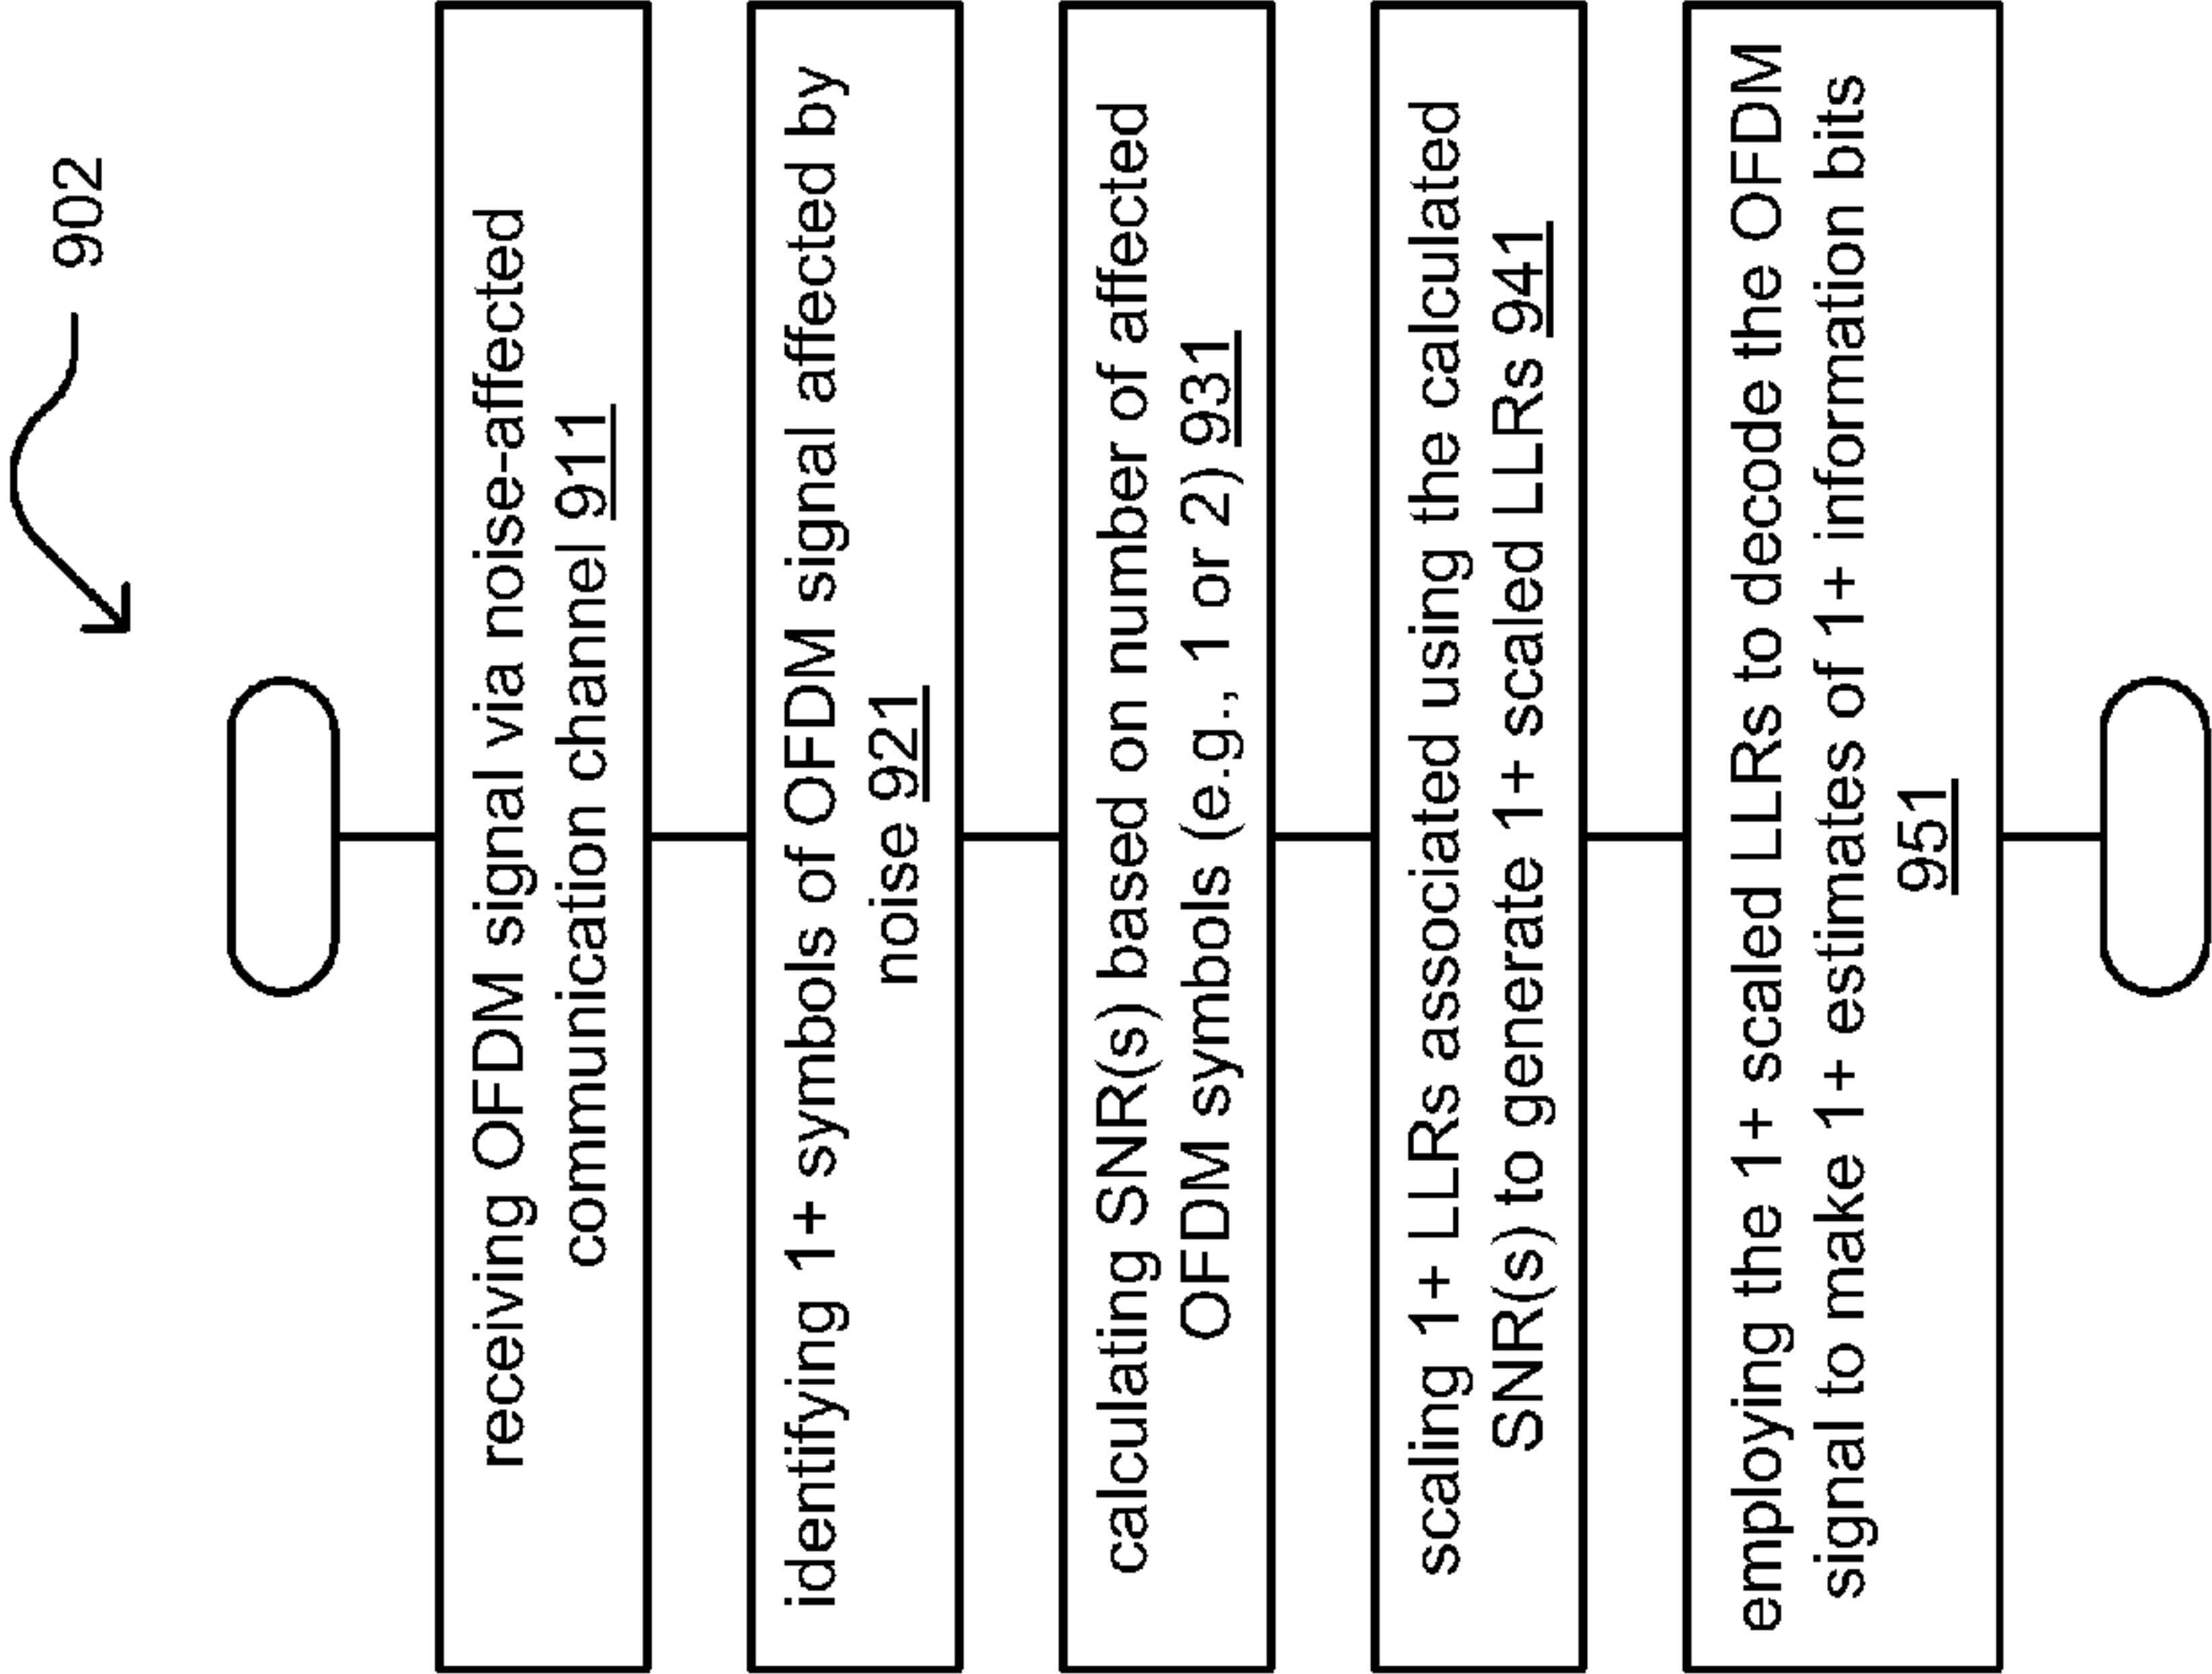 902
receiving OFDM signal via noise-affected
communication channel 911
identifying 1+ symbols of OFDM signal affected by
noise 921
calculating SNR(s) based on number of affected
OFDM symbols (e.g., 1 or 2) 931
scaling 1+ LLRs associated using the calculated
SNR(s) to generate 1+ scaled LLRs 941
employing the 1+ scaled LLRs to decode the OFDM
signal to make 1+ estimates of 1+ information bits
951